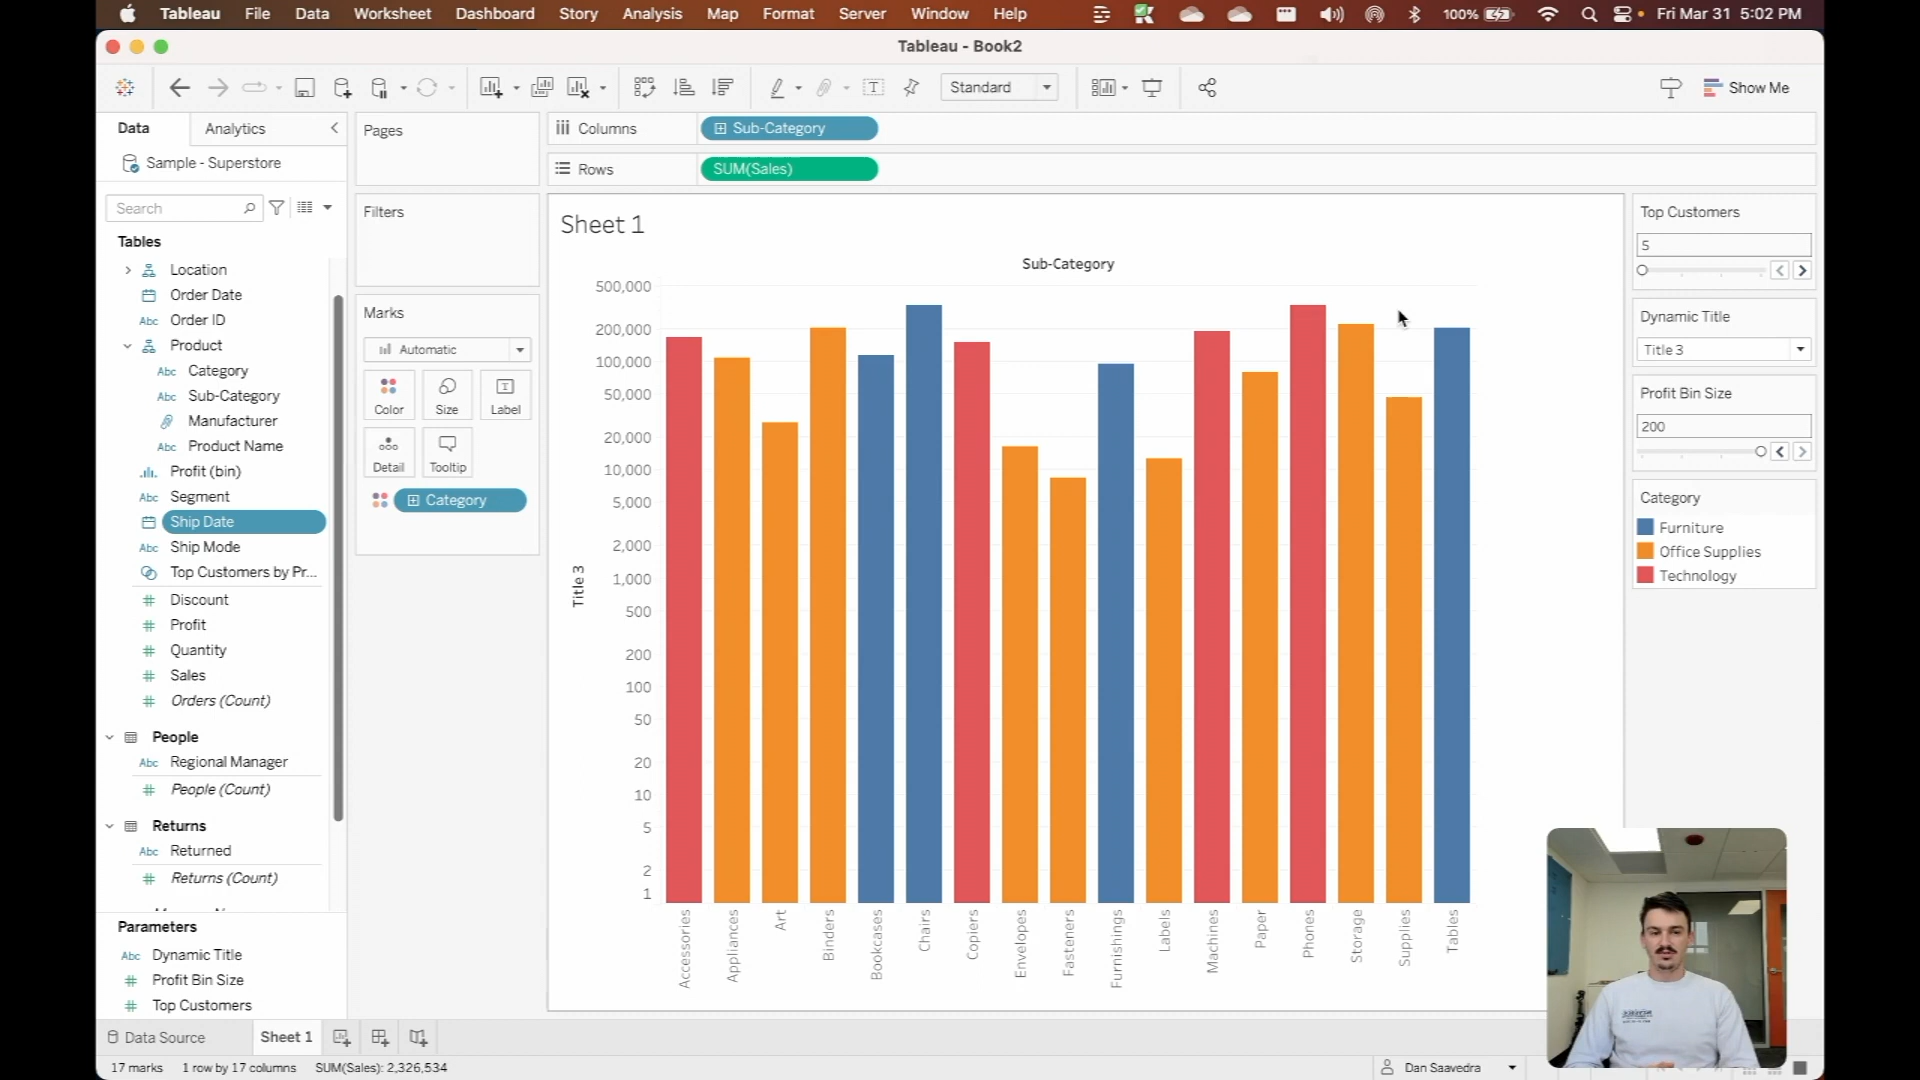 Tableau File Data Worksheet Dashboard Story Analysis Map Format Server Window Help 100% Fri Mar 31 5:02 PM
Tableau - Book2
Standard
Show Me
Data Analytics
Sample - Superstore
Search
Tables
Location
Order Date
Order ID
Product
Category
Sub-Category
Manufacturer
Product Name
Profit (bin)
Segment
Ship Date
Ship Mode
Top Customers by Pr...
Discount
Profit
Quantity
Sales
Orders (Count)
People
Regional Manager
People (Count)
Returns
Returned
Returns (Count)
Parameters
Dynamic Title
Profit Bin Size
Top Customers
Pages
Filters
Marks
Automatic
Color Size Label
Detail Tooltip
Category
Columns Sub-Category
Rows SUM(Sales)
Sheet 1
Sub-Category
Title 3
500,000
200,000
100,000
50,000
20,000
10,000
5,000
2,000
1,000
500
200
100
50
20
10
5
2
1
Accessories
Appliances
Art
Binders
Bookcases
Chairs
Copiers
Envelopes
Fasteners
Furnishings
Labels
Machines
Paper
Phones
Storage
Supplies
Tables
Top Customers
5
Dynamic Title
Title 3
Profit Bin Size
200
Category
Furniture
Office Supplies
Technology
Data Source Sheet 1
17 marks 1 row by 17 columns SUM(Sales): 2,326,534
Dan Saavedra